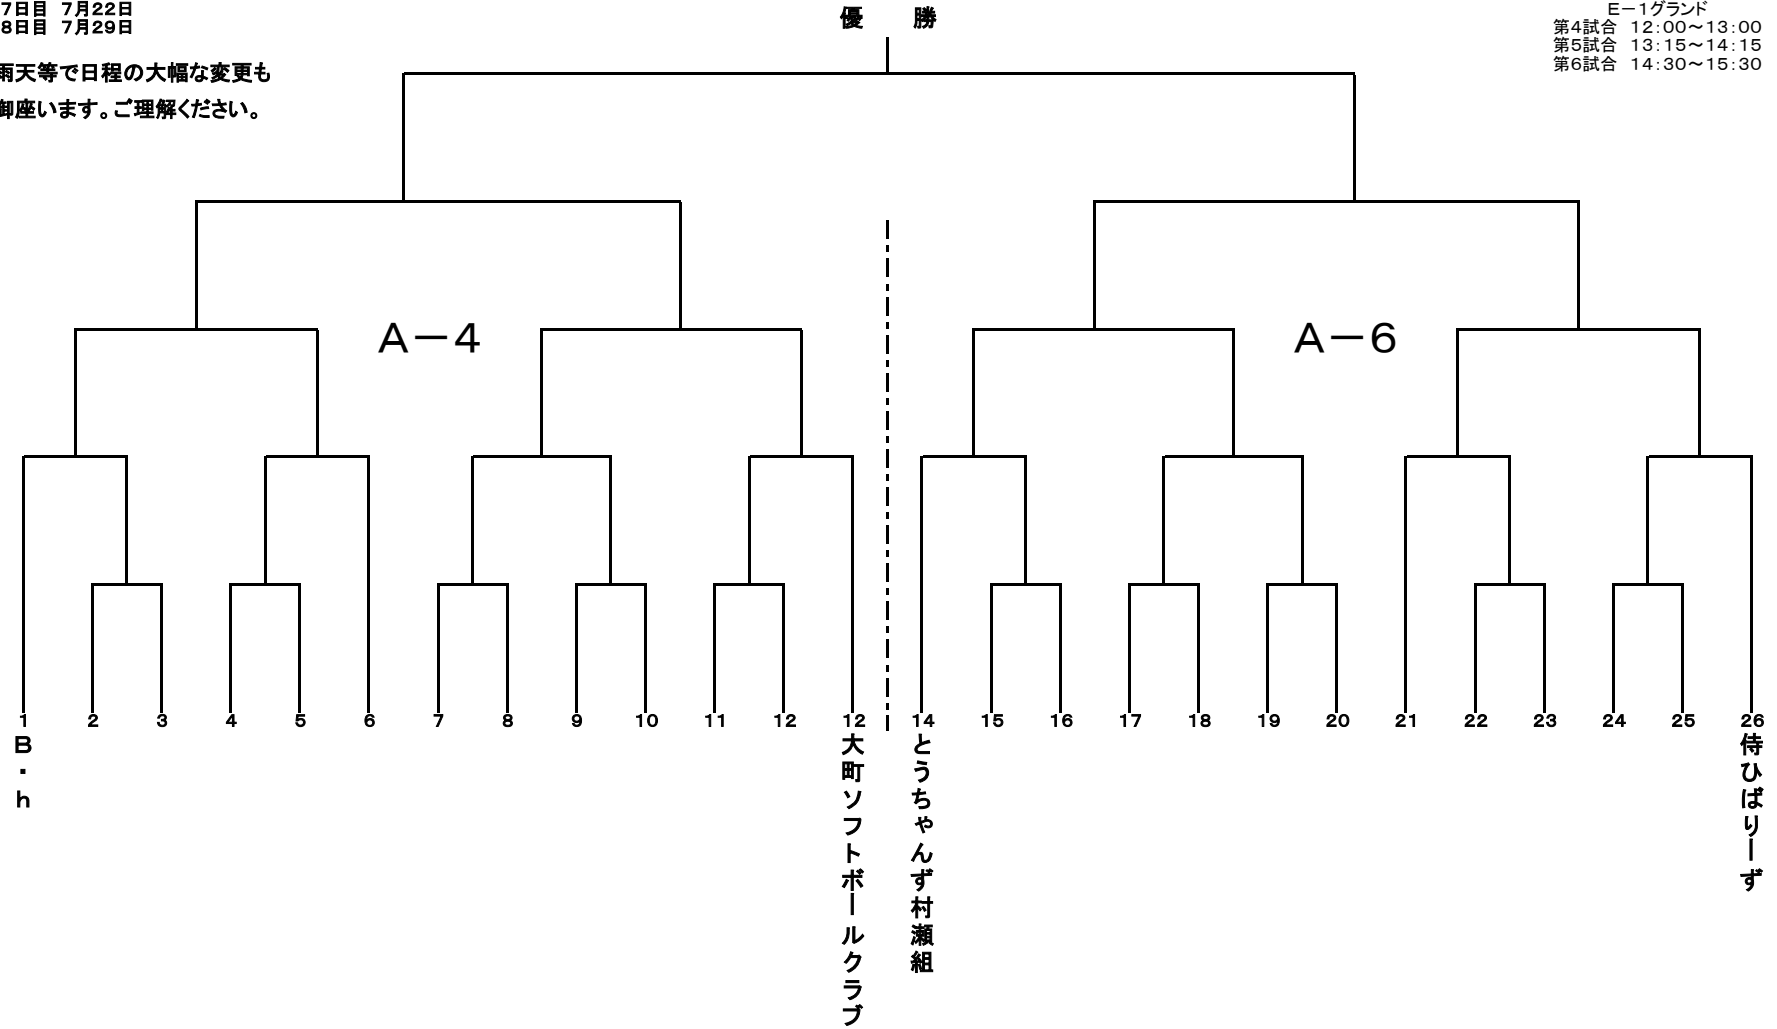 7日目 7月22日
8日目 7月29日
雨天等で日程の大幅な変更も
御座います。ご理解ください。
優 勝
E－1グランド
第4試合 12：00～13：00
第5試合 13：15～14：15
第6試合 14：30～15：30
A－4
A－6
1 2 3 4 5 6 7 8 9 10 11 12 12 14 15 16 17 18 19 20 21 22 23 24 25 26
B・h
大町ソフトボールクラブ
とうちゃんず村瀬組
侍ひばりーず